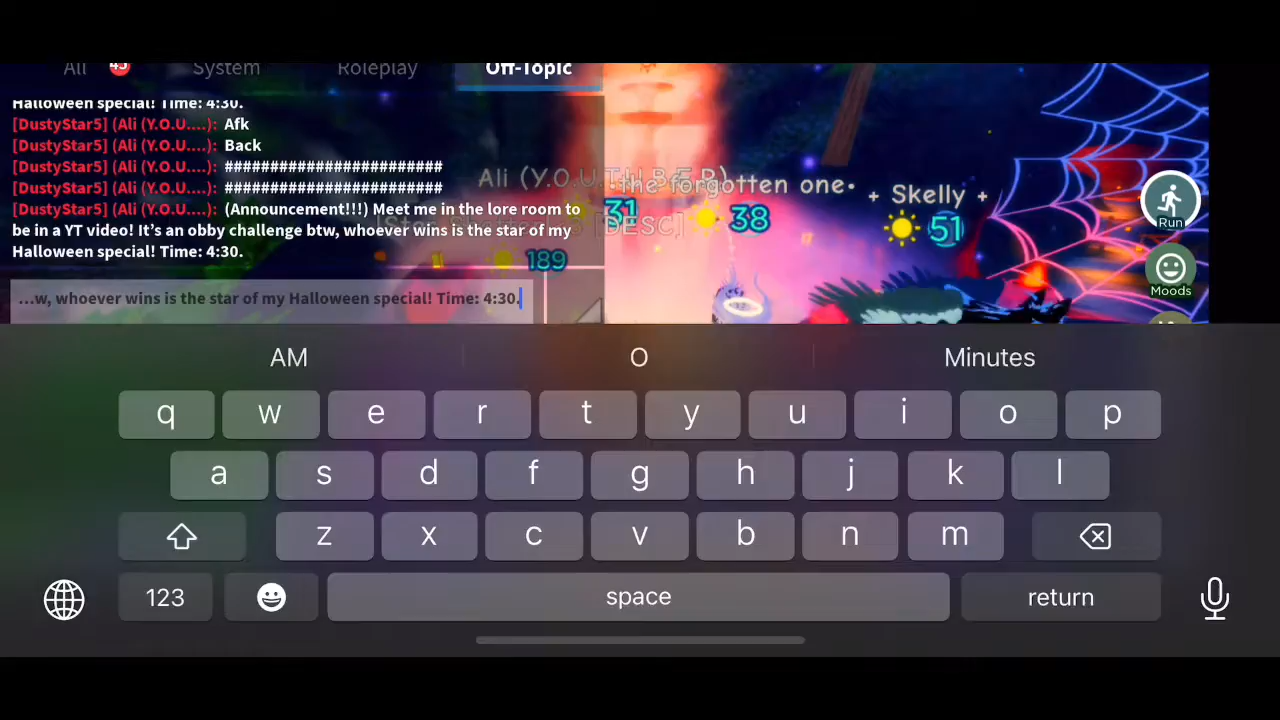 All 45 System Roleplay Off-Topic
Halloween special! Time: 4:30.
[DustyStar5] (Ali (Y.O.U....): Afk
[DustyStar5] (Ali (Y.O.U....): Back
[DustyStar5] (Ali (Y.O.U....): ########################
[DustyStar5] (Ali (Y.O.U....): ########################
[DustyStar5] (Ali (Y.O.U....): (Announcement!!!) Meet me in the lore room to
be in a YT video! It’s an obby challenge btw, whoever wins is the star of my
Halloween special! Time: 4:30.
Ali (Y.O.U.T.U.B.E.R)
•the forgotten one•
+ Skelly +
31
38
51
[DESC]
189
Run
Moods
...w, whoever wins is the star of my Halloween special! Time: 4:30.
AM O Minutes
q w e r t y u i o p
a s d f g h j k l
z x c v b n m
123 space return